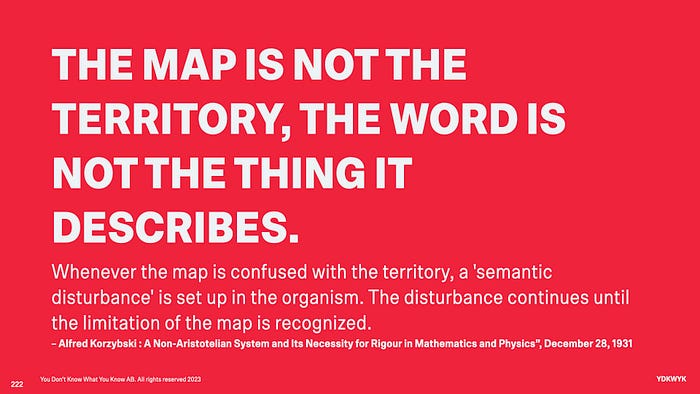 THE MAP IS NOT THE
TERRITORY, THE WORD IS
NOT THE THING IT
DESCRIBES.
Whenever the map is confused with the territory, a 'semantic
disturbance' is set up in the organism. The disturbance continues until
the limitation of the map is recognized.
– Alfred Korzybski : A Non-Aristotelian System and Its Necessity for Rigour in Mathematics and Physics”, December 28, 1931
222
You Don't Know What You Know AB. All rights reserved 2023
YDKWYK